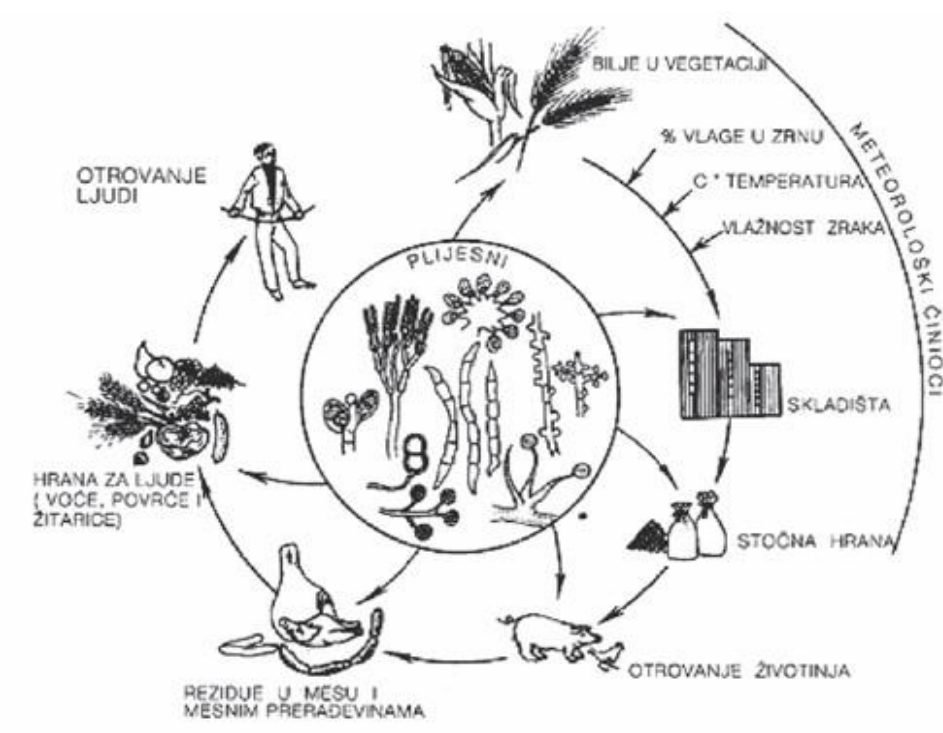 BILJE U VEGETACIJI
% VLAGE U ZRNU
C° TEMPERATURA
VLAŽNOST ZRAKA
METEOROLOŠKI ČINIOCI
OTROVANJE
LJUDI
PLIJESNI
SKLADIŠTA
HRANA ZA LJUDE
( VOĆE, POVRĆE I
ŽITARICE)
STOČNA HRANA
OTROVANJE ŽIVOTINJA
REZIDUE U MESU I
MESNIM PRERAĐEVINAMA